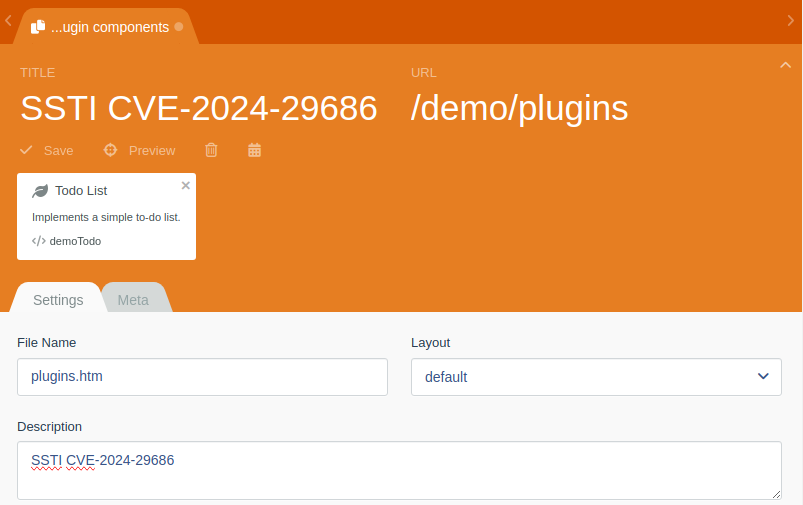 ...ugin components
TITLE
URL
SSTI CVE-2024-29686
/demo/plugins
Save
Preview
Todo List
Implements a simple to-do list.
demoTodo
Settings
Meta
File Name
Layout
plugins.htm
default
Description
SSTI CVE-2024-29686